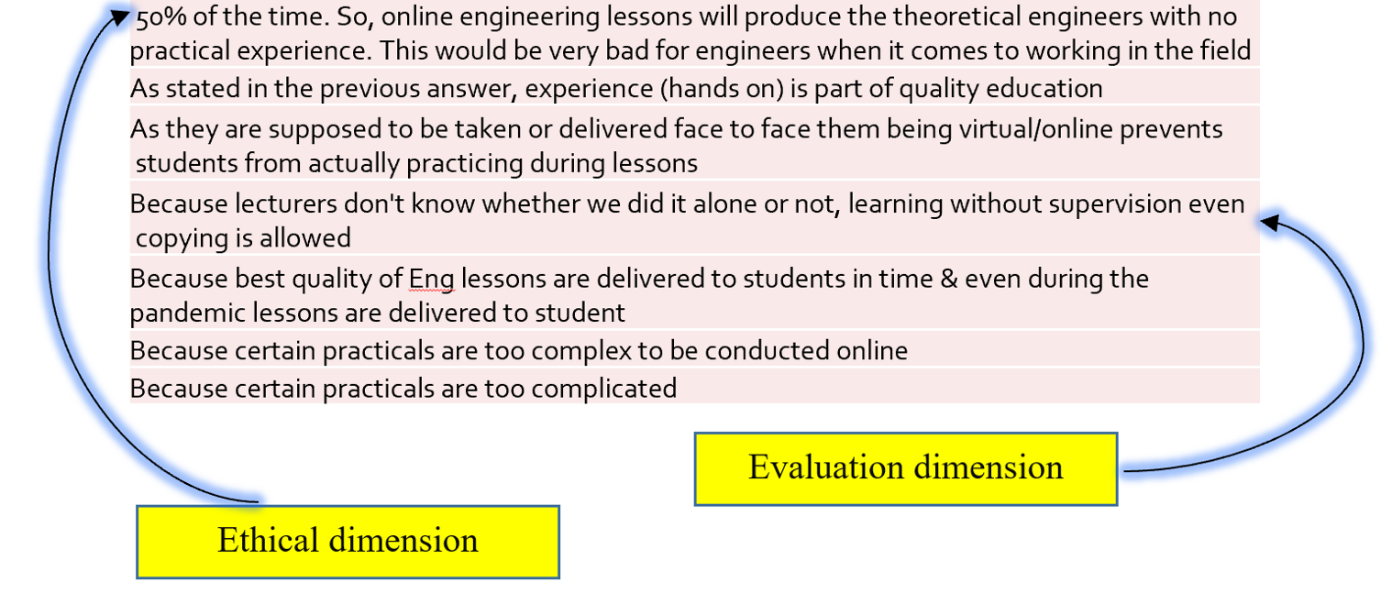 50% of the time. So, online engineering lessons will produce the theoretical engineers with no
practical experience. This would be very bad for engineers when it comes to working in the field
As stated in the previous answer, experience (hands on) is part of quality education
As they are supposed to be taken or delivered face to face them being virtual/online prevents
students from actually practicing during lessons
Because lecturers don't know whether we did it alone or not, learning without supervision even
copying is allowed
Because best quality of Eng lessons are delivered to students in time & even during the
pandemic lessons are delivered to student
Because certain practicals are too complex to be conducted online
Because certain practicals are too complicated
Evaluation dimension
Ethical dimension